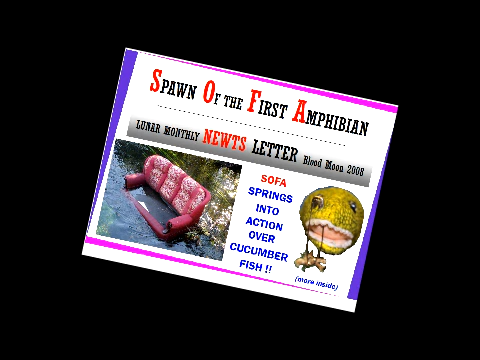 SPAWN OF THE FIRST AMPHIBIAN
LUNAR MONTHLY NEWTS LETTER Blood Moon 2008
SOFA
SPRINGS
INTO
ACTION
OVER
CUCUMBER
FISH !!
(more inside)